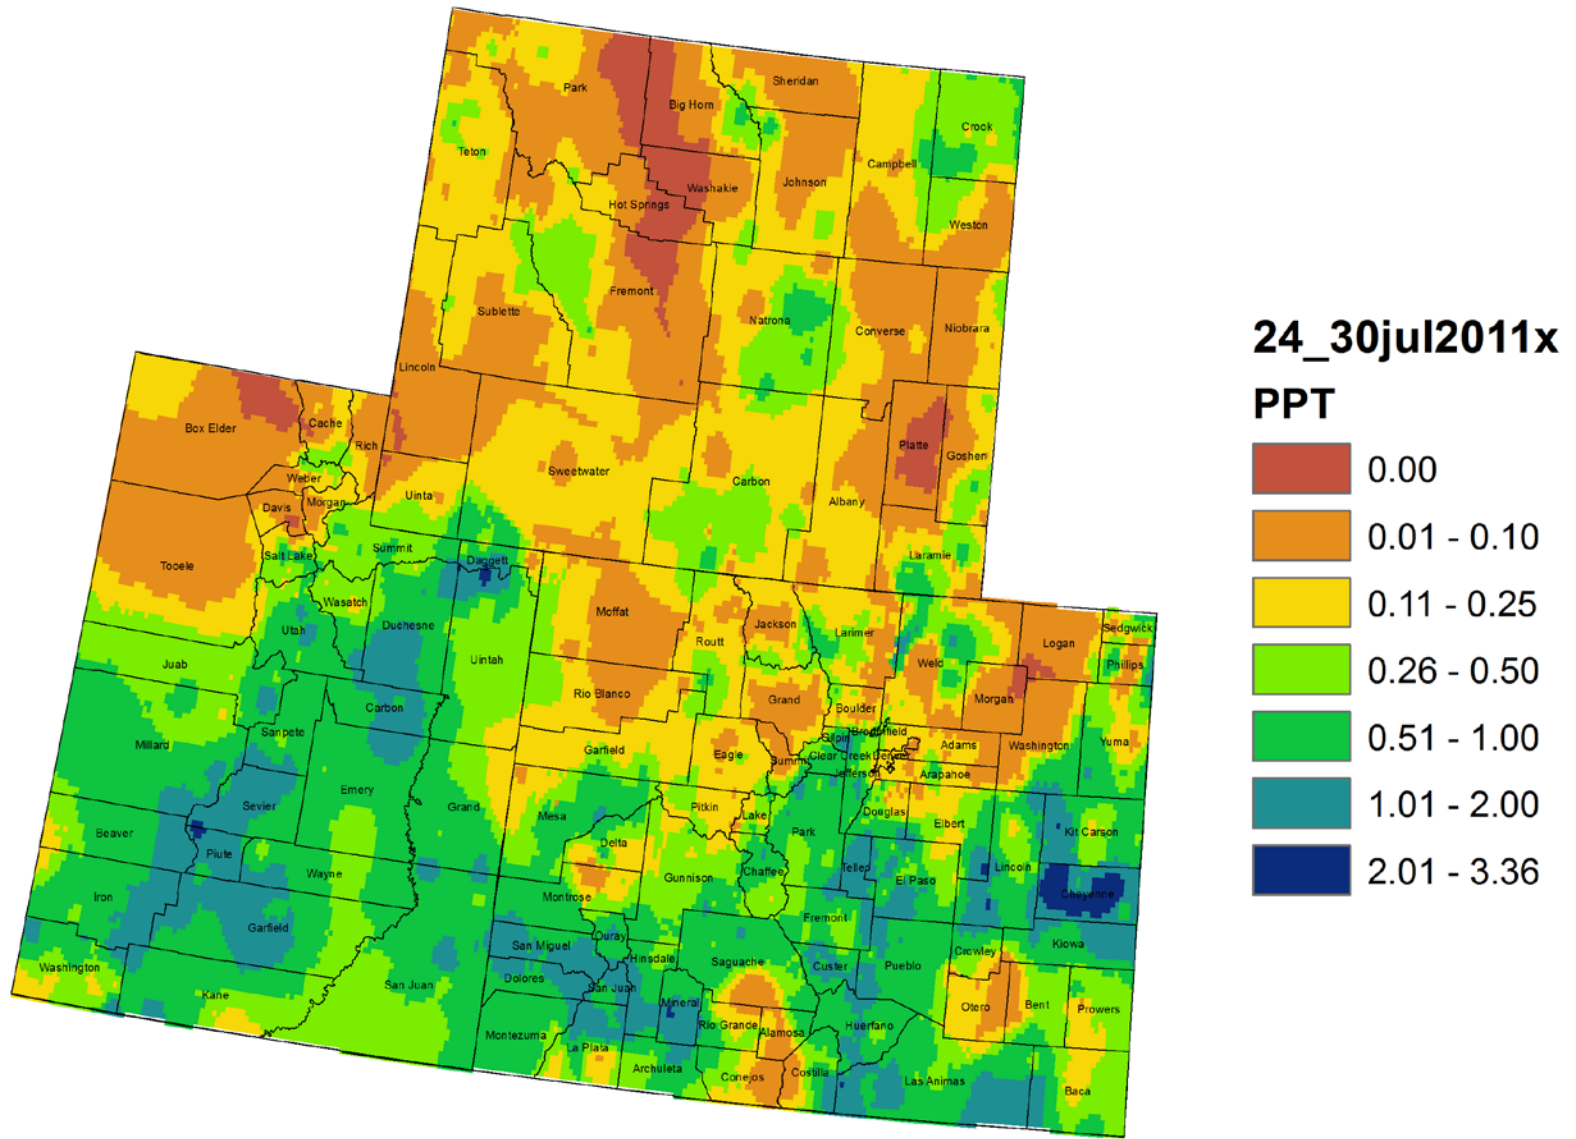 Park
Big Horn
Sheridan
Crook
Teton
Campbell
Washakie
Johnson
Hot Springs
Weston
Fremont
Sublette
Natrona
Converse
Niobrara
Lincoln
Box Elder
Cache
Rich
Platte
Goshen
Sweetwater
Carbon
Albany
Weber
Uinta
Davis
Morgan
Salt Lake
Summit
Daggett
Laramie
Tooele
Wasatch
Moffat
Duchesne
Utah
Jackson
Larimer
Routt
Logan
Sedgwick
Juab
Uintah
Weld
Phillips
Rio Blanco
Grand
Morgan
Carbon
Boulder
Sanpete
Millard
Gilpin
Broomfield
Garfield
Eagle
Summit
Clear Creek
Denver
Adams
Washington
Yuma
Jefferson
Arapahoe
Emery
Sevier
Grand
Mesa
Pitkin
Lake
Park
Douglas
Elbert
Kit Carson
Beaver
Delta
Piute
Wayne
Gunnison
Chaffee
Teller
El Paso
Lincoln
Cheyenne
Iron
Montrose
Fremont
Garfield
Ouray
San Miguel
Hinsdale
Saguache
Custer
Pueblo
Crowley
Kiowa
Washington
Kane
San Juan
Dolores
San Juan
Mineral
Rio Grande
Alamosa
Huerfano
Otero
Bent
Prowers
Montezuma
La Plata
Archuleta
Conejos
Costilla
Las Animas
Baca
24_30jul2011x
PPT
0.00
0.01 - 0.10
0.11 - 0.25
0.26 - 0.50
0.51 - 1.00
1.01 - 2.00
2.01 - 3.36